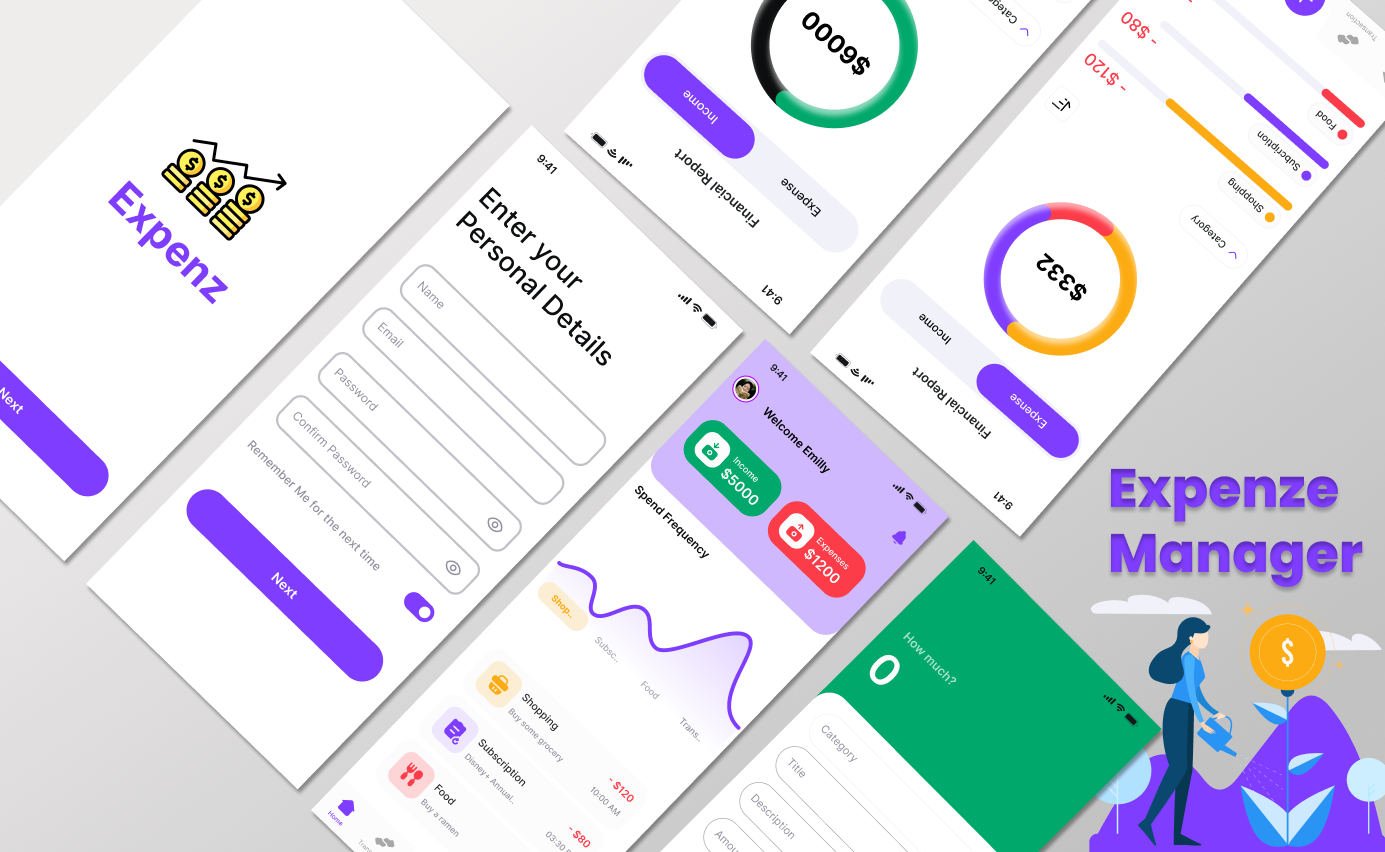 Expenz
Next
9:41
Enter your
Personal Details
Name
Email
Password
Confirm Password
Remember Me for the next time
Next
$6000
Income
Expense
Financial Report
9:41
Category
Transaction
- $80
- $120
Food
Subcription
Shopping
Category
$332
Income
Expense
Financial Report
9:41
9:41
Welcome Emilly
Income
$5000
Expenses
$1200
Spend Frequency
Shop..
Subsc..
Food
Trans..
Shopping
Buy some grocery
- $120
10:00 AM
Subscription
Disney+ Annual..
- $80
03:30
Food
Buy a ramen
Home
9:41
How much?
0
Category
Title
Description
Expenze
Manager
$